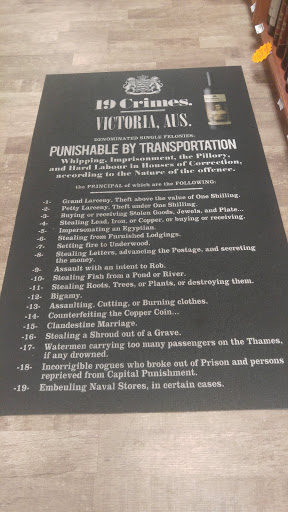 19 Crimes.
VICTORIA, AUS.
DENOMINATED SINGLE FELONIES.
PUNISHABLE BY TRANSPORTATION
Whipping, Imprisonment, the Pillory,
and Hard Labour in Houses of Correction,
according to the Nature of the offence.
the PRINCIPAL of which are the FOLLOWING:
-1- Grand Larceny, Theft above the value of One Shilling.
-2- Petty Larceny, Theft under One Shilling.
-3- Buying or receiving Stolen Goods, Jewels, and Plate...
-4- Stealing Lead, Iron, or Copper, or buying or receiving.
-5- Impersonating an Egyptian.
-6- Stealing from Furnished Lodgings.
-7- Setting fire to Underwood.
-8- Stealing Letters, advancing the Postage, and secreting
the money.
-9- Assault with an intent to Rob.
-10- Stealing Fish from a Pond or River.
-11- Stealing Roots, Trees, or Plants, or destroying them.
-12- Bigamy.
-13- Assaulting, Cutting, or Burning clothes.
-14- Counterfeiting the Copper Coin...
-15- Clandestine Marriage.
-16- Stealing a Shroud out of a Grave.
-17- Watermen carrying too many passengers on the Thames,
if any drowned.
-18- Incorrigible rogues who broke out of Prison and persons
reprieved from Capital Punishment.
-19- Embeuling Naval Stores, in certain cases.